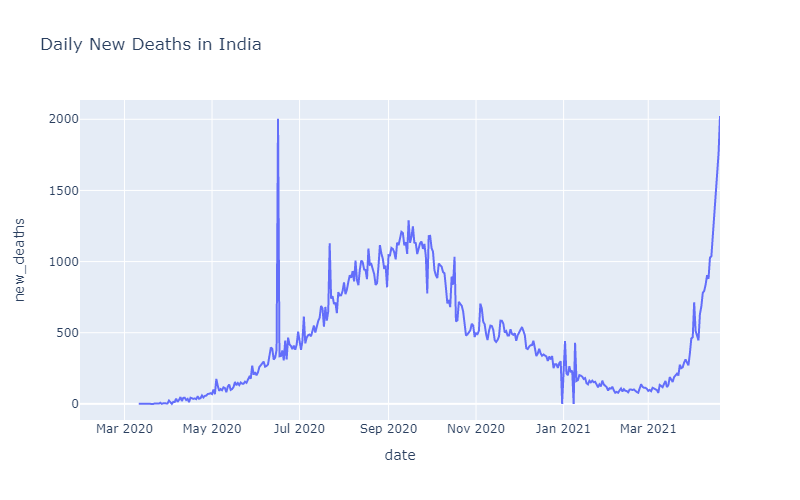 Daily New Deaths in India
new_deaths
2000
1500
1000
500
0
Mar 2020
May 2020
Jul 2020
Sep 2020
Nov 2020
Jan 2021
Mar 2021
date